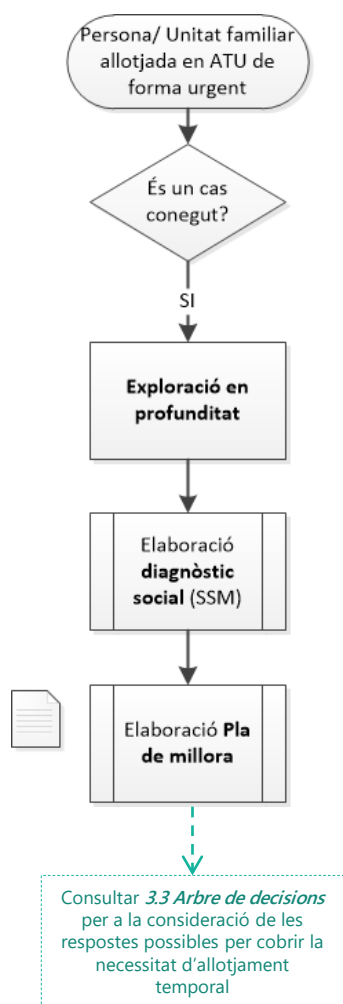 Persona/ Unitat familiar
allotjada en ATU de
forma urgent
És un cas
conegut?
SI
Exploració en
profunditat
Elaboració
diagnòstic
social (SSM)
Elaboració Pla
de millora
Consultar 3.3 Arbre de decisions
per a la consideració de les
respostes possibles per cobrir la
necessitat d'allotjament
temporal